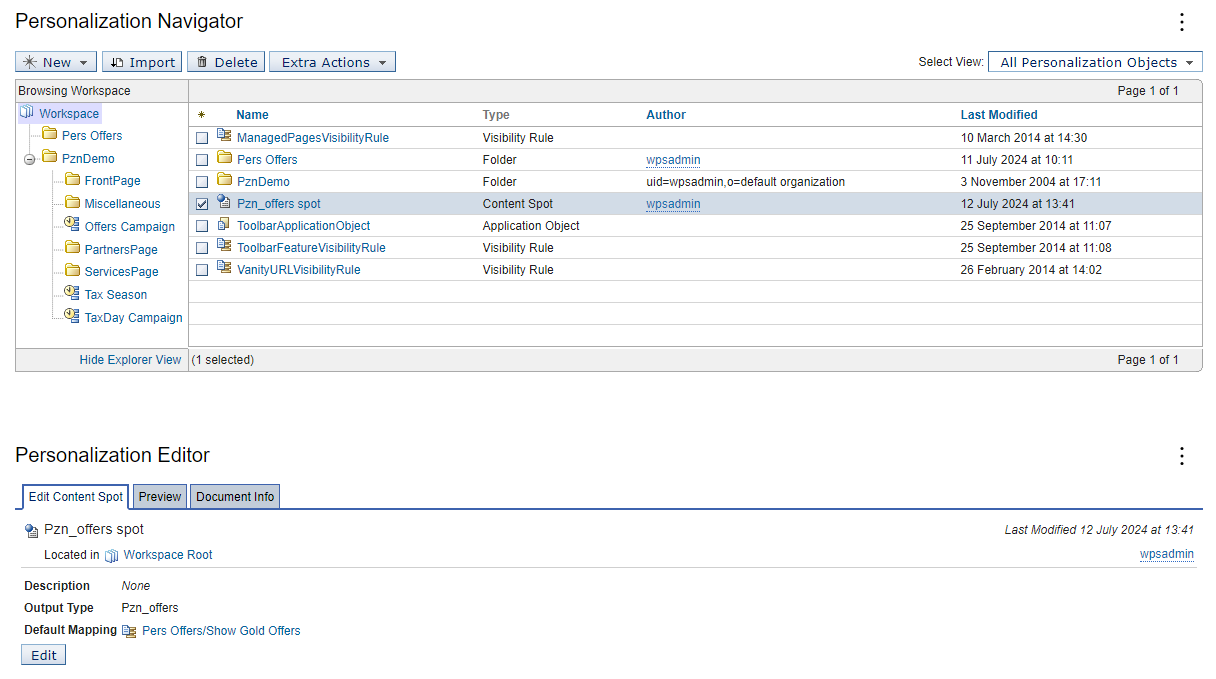 Personalization Navigator
New Import Delete Extra Actions Select View: All Personalization Objects
Browsing Workspace Page 1 of 1
Workspace
Pers Offers
PznDemo
FrontPage
Miscellaneous
Offers Campaign
PartnersPage
ServicesPage
Tax Season
TaxDay Campaign
Hide Explorer View
* Name Type Author Last Modified
ManagedPagesVisibilityRule Visibility Rule 10 March 2014 at 14:30
Pers Offers Folder wpsadmin 11 July 2024 at 10:11
PznDemo Folder uid=wpsadmin,o=default organization 3 November 2004 at 17:11
Pzn_offers spot Content Spot wpsadmin 12 July 2024 at 13:41
ToolbarApplicationObject Application Object 25 September 2014 at 11:07
ToolbarFeatureVisibilityRule Visibility Rule 25 September 2014 at 11:08
VanityURLVisibilityRule Visibility Rule 26 February 2014 at 14:02
(1 selected) Page 1 of 1
Personalization Editor
Edit Content Spot Preview Document Info
Pzn_offers spot Last Modified 12 July 2024 at 13:41
Located in Workspace Root wpsadmin
Description None
Output Type Pzn_offers
Default Mapping Pers Offers/Show Gold Offers
Edit